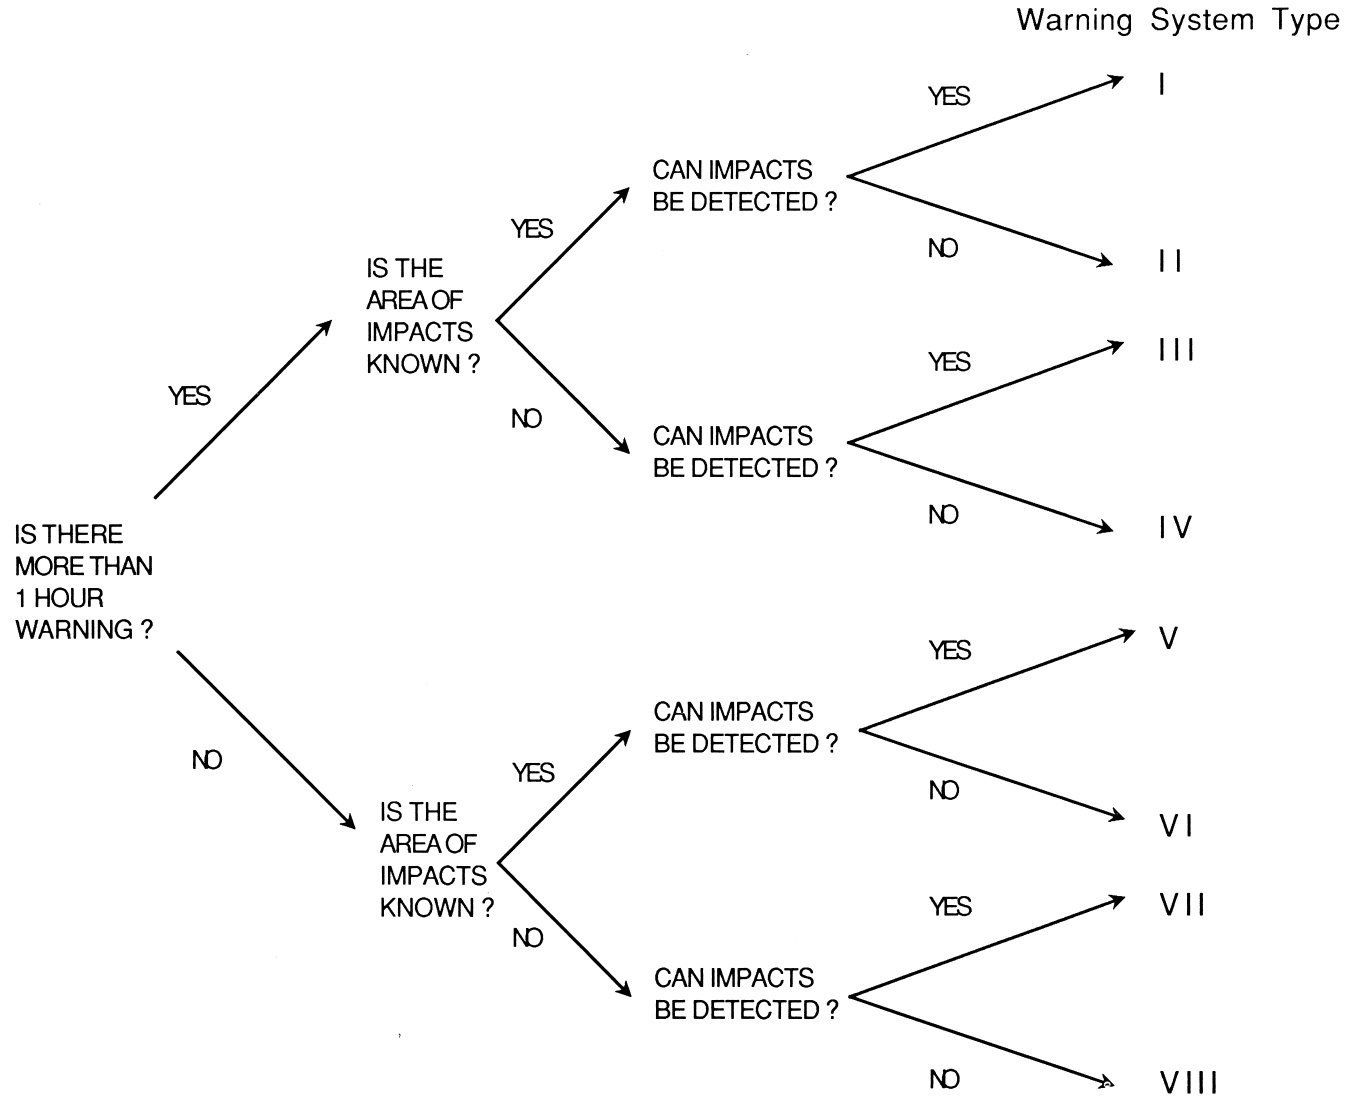 Warning System Type
YES
I
CAN IMPACTS
BE DETECTED ?
YES
NO
II
IS THE
AREA OF
IMPACTS
KNOWN ?
YES
III
YES
NO
CAN IMPACTS
BE DETECTED ?
NO
IV
IS THERE
MORE THAN
1 HOUR
WARNING ?
YES
V
CAN IMPACTS
BE DETECTED ?
NO
YES
NO
VI
IS THE
AREA OF
IMPACTS
KNOWN ?
YES
VII
NO
CAN IMPACTS
BE DETECTED ?
NO
VIII